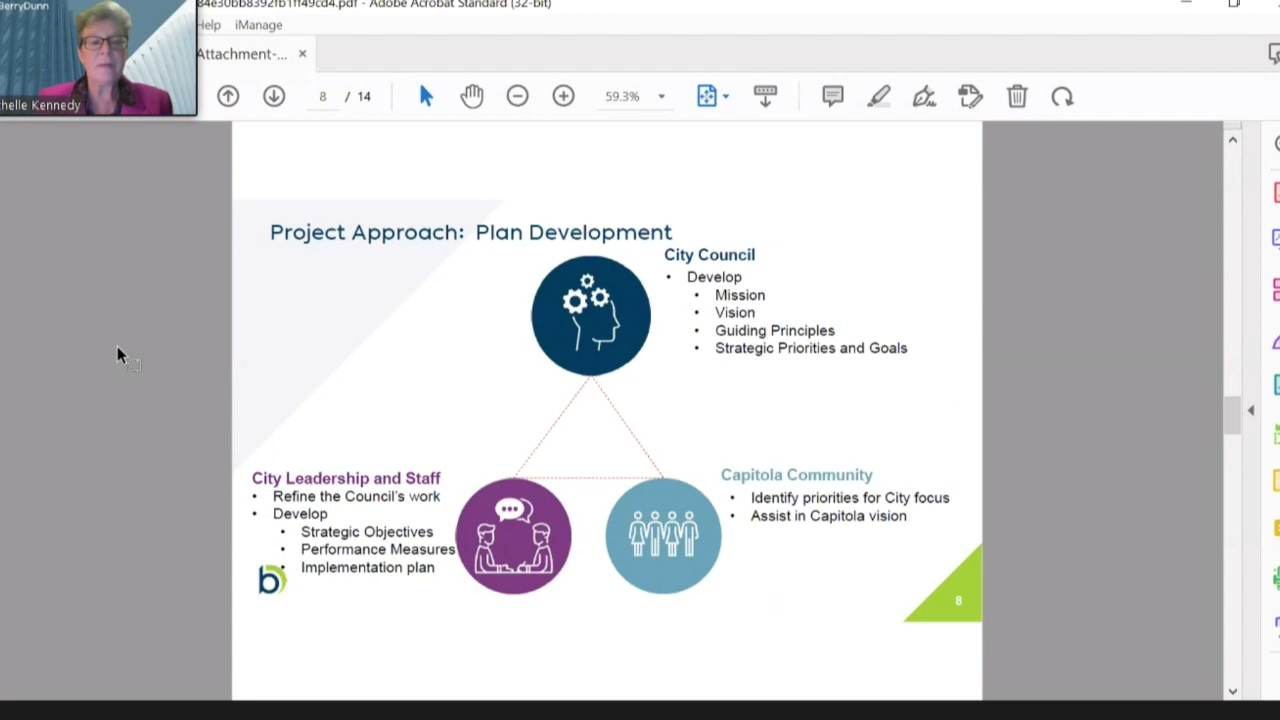 BerryDunn
84e30bb8392fb1ff49cd4.pdf - Adobe Acrobat Standard (32-bit)
Help iManage
Attachment-...
8 / 14
59.3%
chelle Kennedy
Project Approach: Plan Development
City Council
• Develop
• Mission
• Vision
• Guiding Principles
• Strategic Priorities and Goals
City Leadership and Staff
• Refine the Council's work
• Develop
• Strategic Objectives
• Performance Measures
• Implementation plan
Capitola Community
• Identify priorities for City focus
• Assist in Capitola vision
b
8